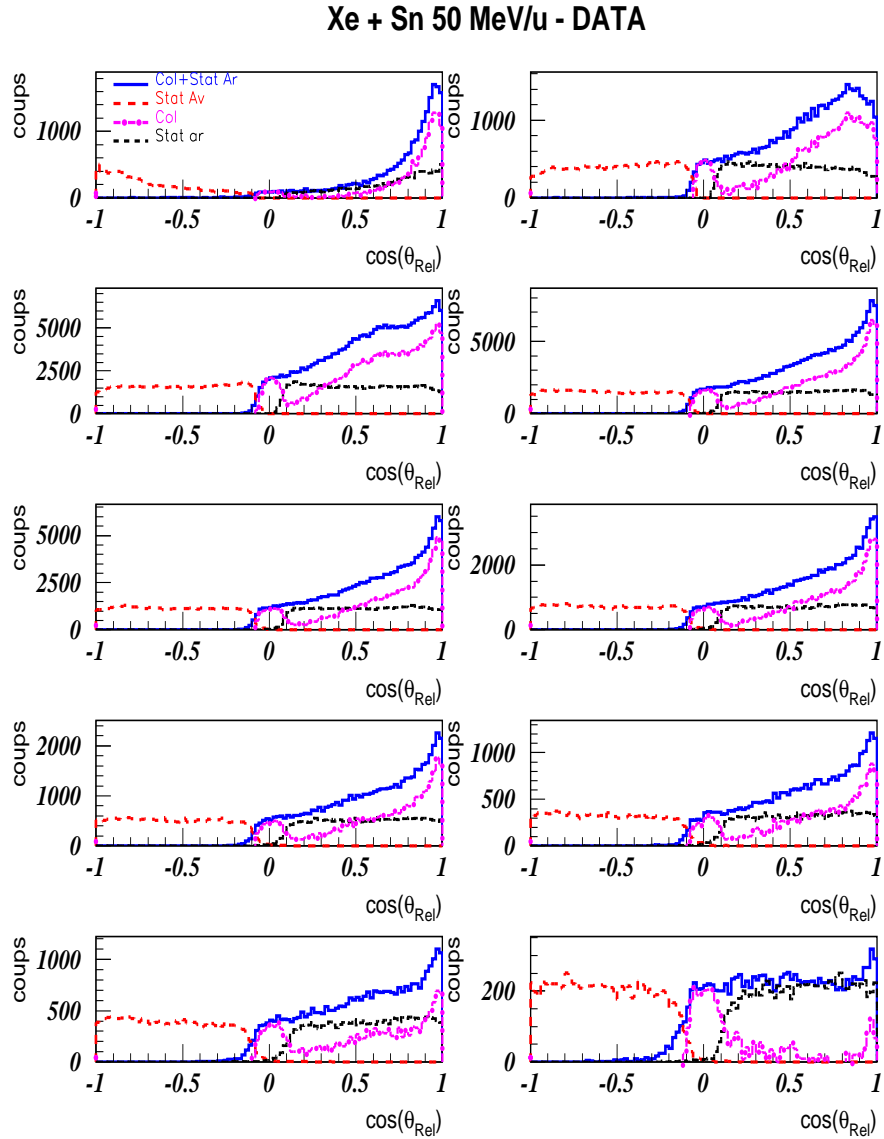 Xe + Sn 50 MeV/u - DATA
coups
1000
0
Col+Stat Ar
Stat Av
Col
Stat ar
-1 -0.5 0 0.5 1
cos(θRel)
coups
1000
0
-1 -0.5 0 0.5 1
cos(θRel)
coups
5000
2500
0
-1 -0.5 0 0.5 1
cos(θRel)
coups
5000
0
-1 -0.5 0 0.5 1
cos(θRel)
coups
5000
2500
0
-1 -0.5 0 0.5 1
cos(θRel)
coups
2000
0
-1 -0.5 0 0.5 1
cos(θRel)
coups
2000
1000
0
-1 -0.5 0 0.5 1
cos(θRel)
coups
1000
500
0
-1 -0.5 0 0.5 1
cos(θRel)
coups
1000
500
0
-1 -0.5 0 0.5 1
cos(θRel)
coups
200
0
-1 -0.5 0 0.5 1
cos(θRel)